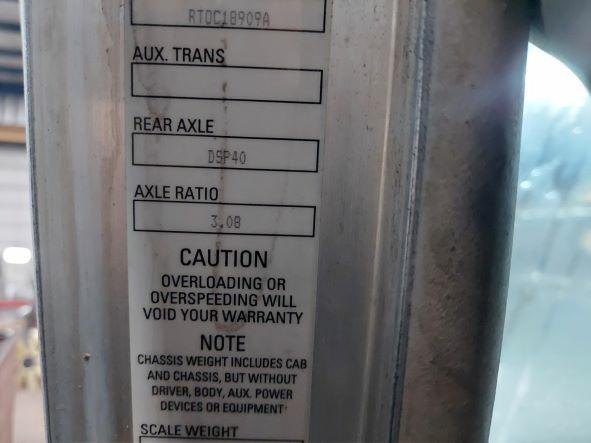 RTOC18909A
AUX. TRANS
REAR AXLE
DSP40
AXLE RATIO
3.08
CAUTION
OVERLOADING OR
OVERSPEEDING WILL
VOID YOUR WARRANTY
NOTE
CHASSIS WEIGHT INCLUDES CAB
AND CHASSIS, BUT WITHOUT
DRIVER, BODY, AUX. POWER
DEVICES OR EQUIPMENT
SCALE WEIGHT